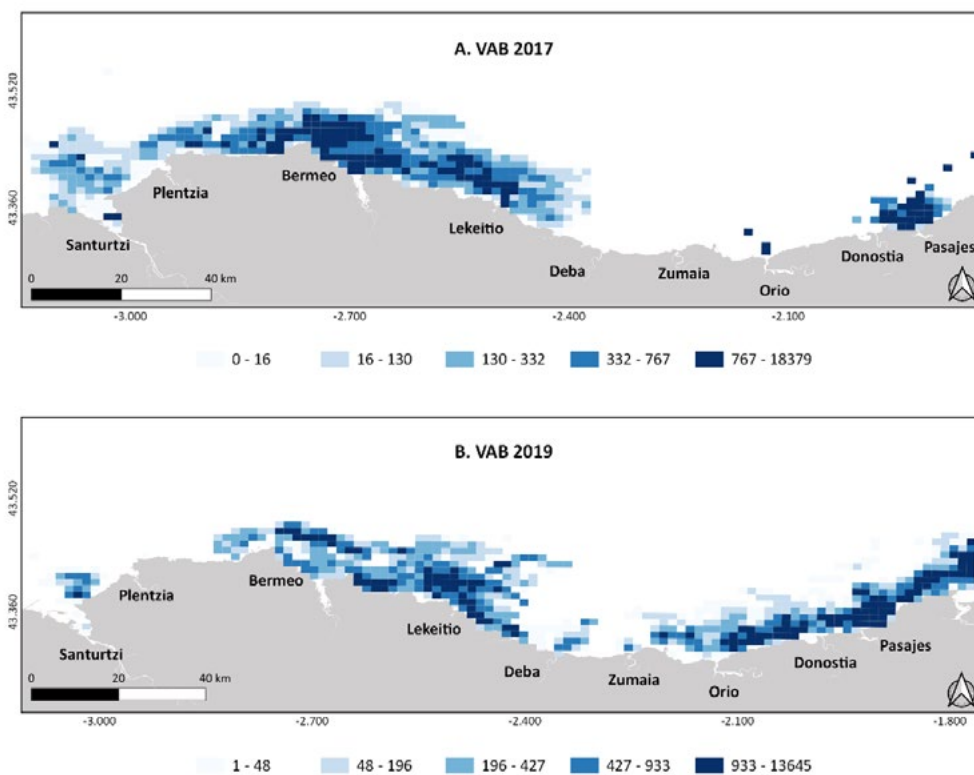 A. VAB 2017
43.520
43.360
Plentzia
Bermeo
Santurtzi
Lekeitio
Deba
Zumaia
Orio
Donostia
Pasajes
0 20 40 km
-3.000 -2.700 -2.400 -2.100
0 - 16 16 - 130 130 - 332 332 - 767 767 - 18379
B. VAB 2019
43.520
43.360
Plentzia
Bermeo
Santurtzi
Lekeitio
Deba
Zumaia
Orio
Donostia
Pasajes
0 20 40 km
-3.000 -2.700 -2.400 -2.100 -1.800
1 - 48 48 - 196 196 - 427 427 - 933 933 - 13645